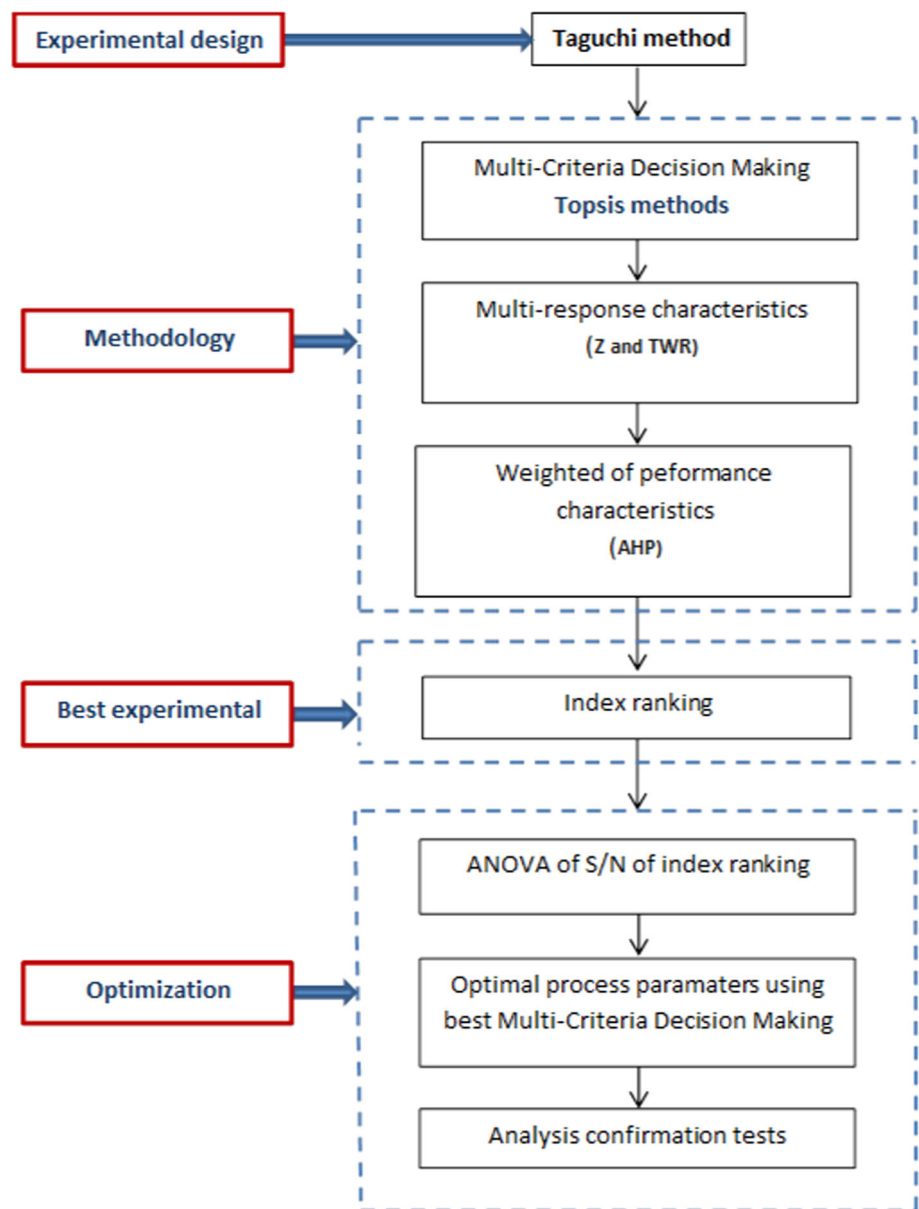 Experimental design
Taguchi method
Multi-Criteria Decision Making
Topsis methods
Methodology
Multi-response characteristics
(Z and TWR)
Weighted of peformance
characteristics
(AHP)
Best experimental
Index ranking
ANOVA of S/N of index ranking
Optimization
Optimal process paramaters using
best Multi-Criteria Decision Making
Analysis confirmation tests